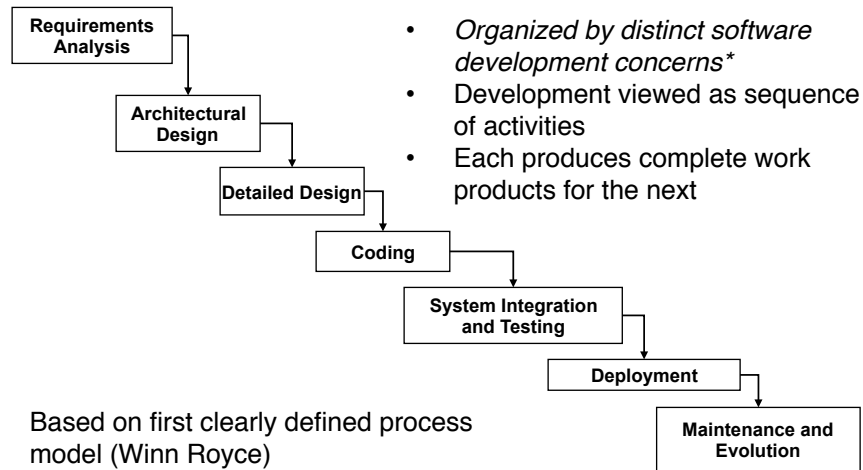 Requirements
Analysis
• Organized by distinct software
development concerns*
• Development viewed as sequence
of activities
• Each produces complete work
products for the next
Architectural
Design
Detailed Design
Coding
System Integration
and Testing
Deployment
Maintenance and
Evolution
Based on first clearly defined process
model (Winn Royce)